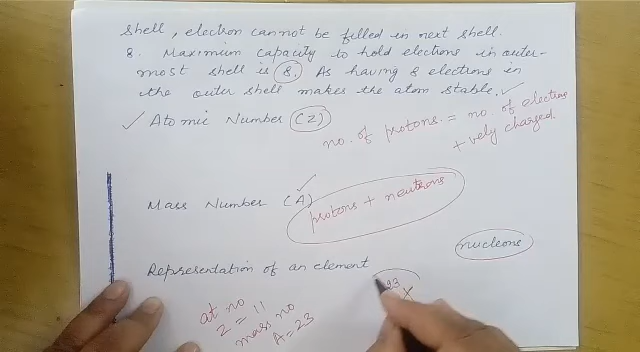 shell, electron cannot be filled in next shell.
8. Maximum capacity to hold electrons in outer-
most shell is 8. As having 8 electrons in
the outer shell makes the atom stable.
Atomic Number (Z)
no. of protons = no. of electrons
+vely charged.
Mass Number (A)
protons + neutrons
nucleons
Representation of an element
23
X
at no
Z = 11
mass no
A = 23